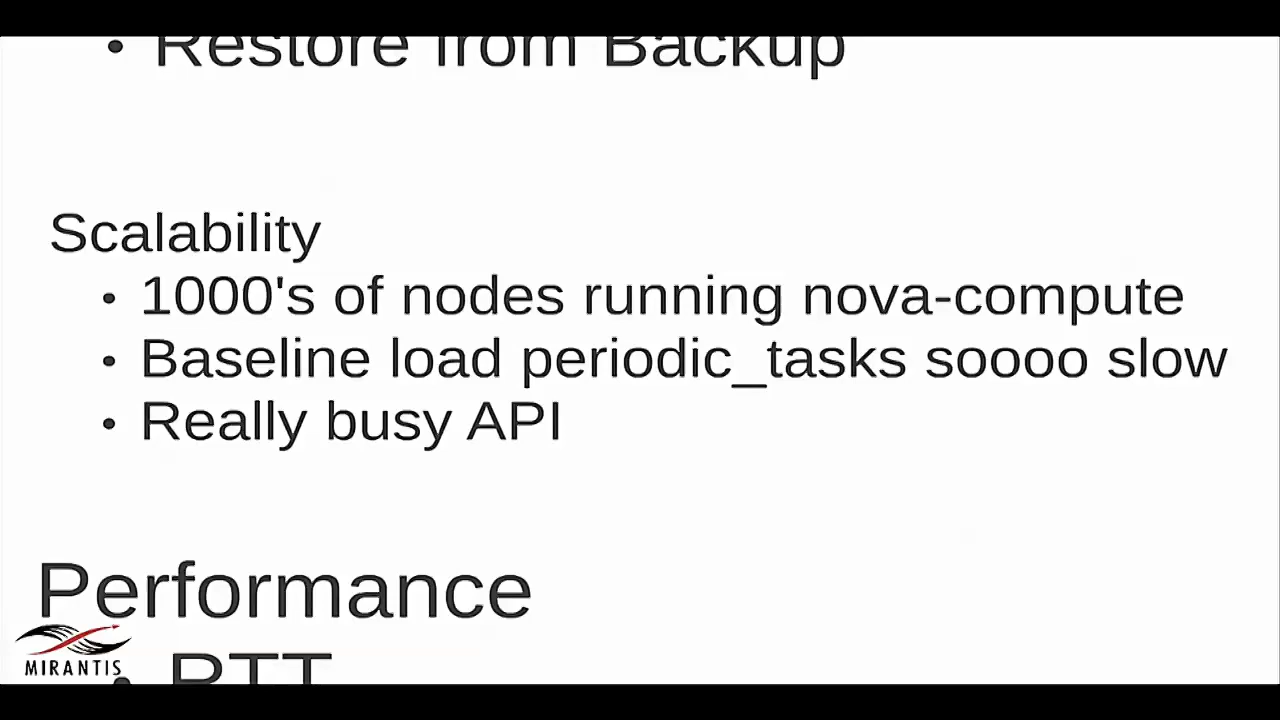 • Restore from Backup
Scalability
• 1000's of nodes running nova-compute
• Baseline load periodic_tasks soooo slow
• Really busy API
Performance
• RTT
MIRANTIS